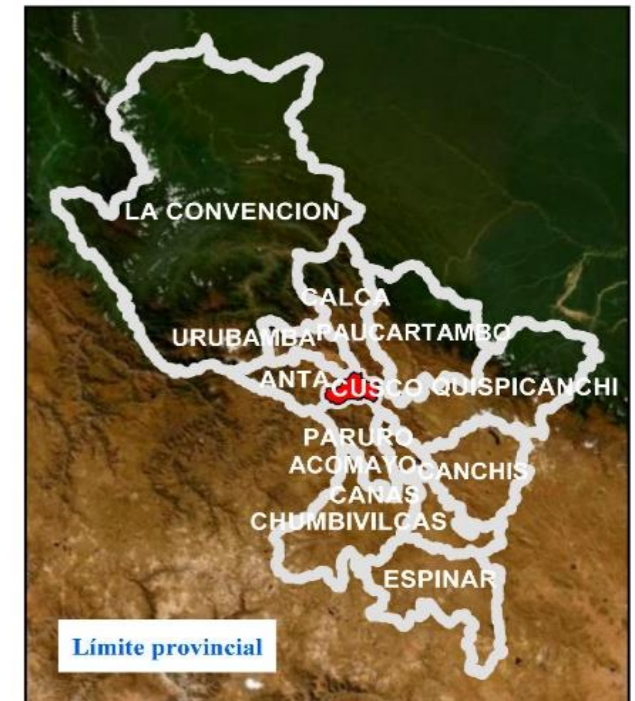 LA CONVENCION
CALCA
URUBAMBA PAUCARTAMBO
ANTA CUSCO QUISPICANCHI
PARURO
ACOMAYO CANCHIS
CANAS
CHUMBIVILCAS
ESPINAR
Límite provincial